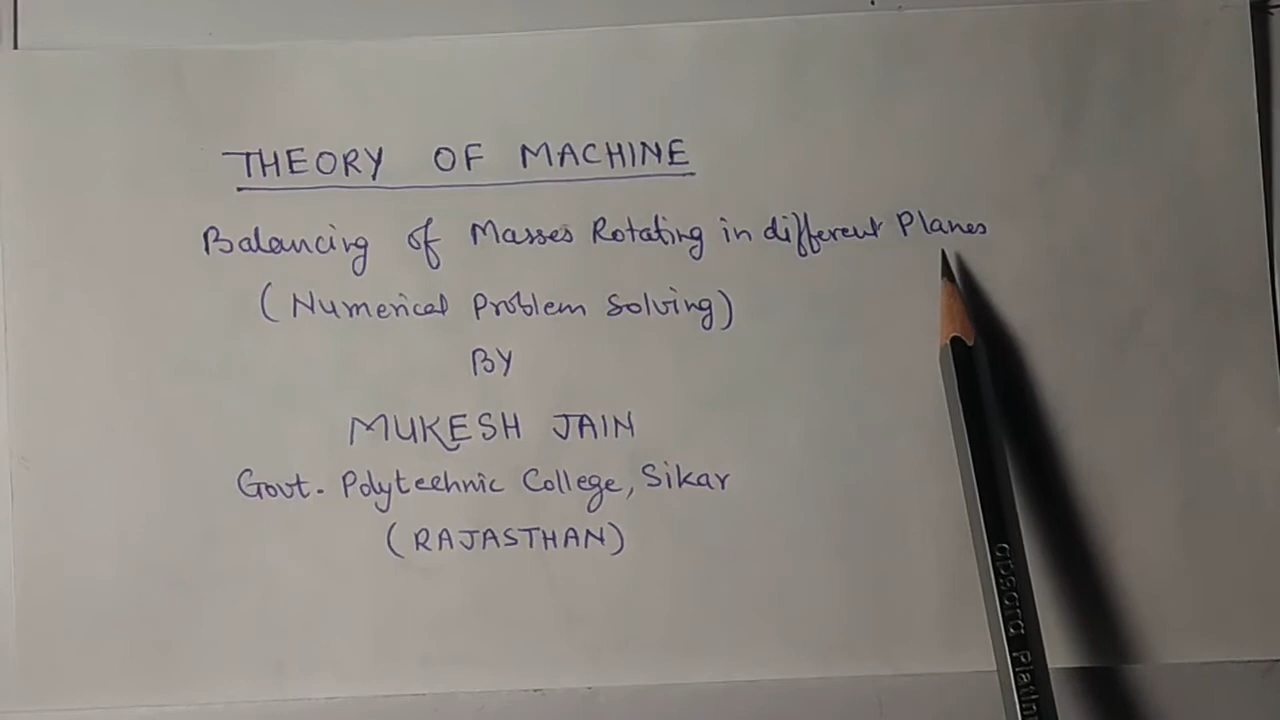 THEORY OF MACHINE
Balancing of Masses Rotating in different Planes
(Numerical Problem Solving)
BY
MUKESH JAIN
Govt. Polytechnic College, Sikar
(RAJASTHAN)
apsara